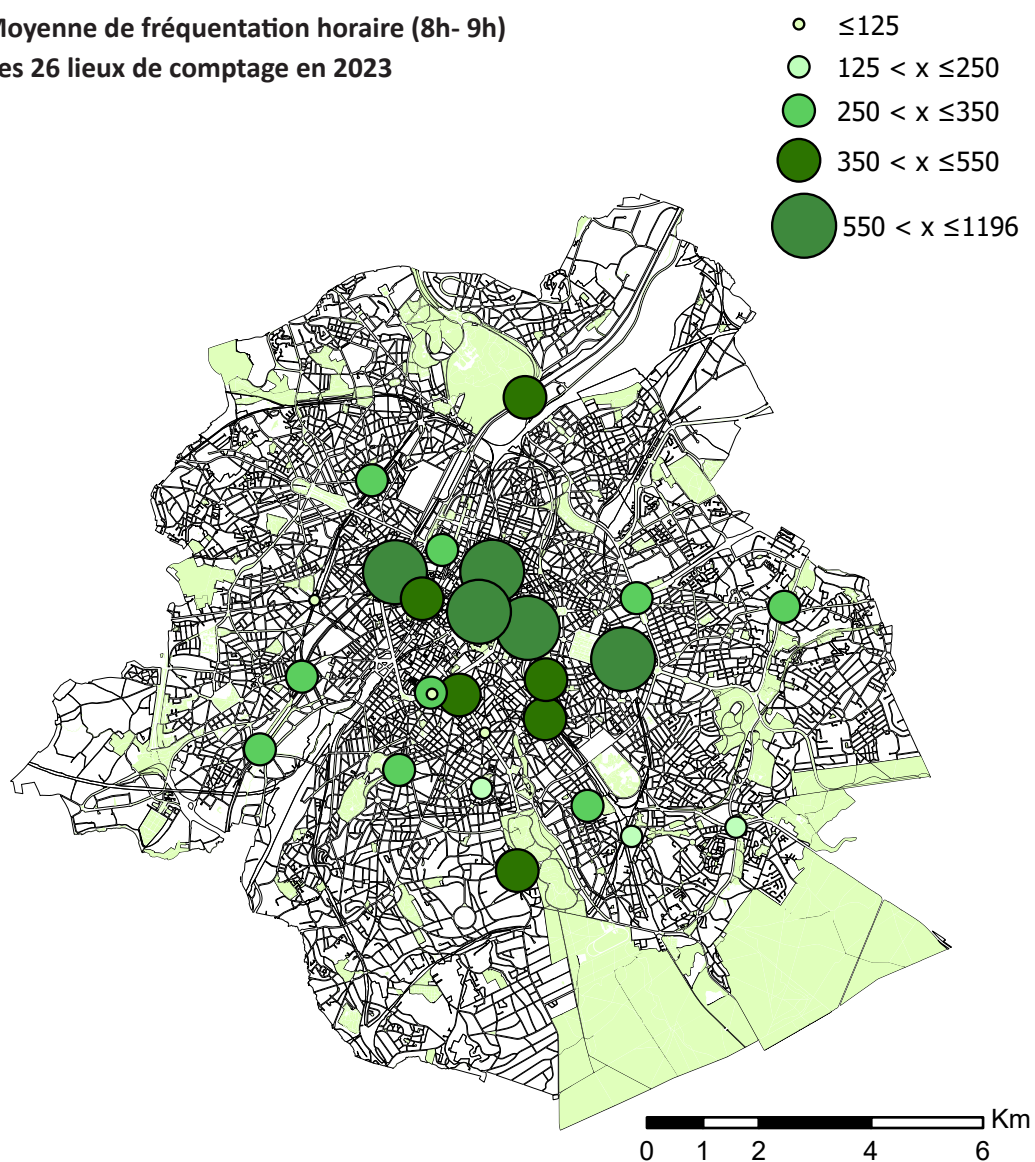 Moyenne de fréquentation horaire (8h- 9h)
es 26 lieux de comptage en 2023
≤125
125 < x ≤250
250 < x ≤350
350 < x ≤550
550 < x ≤1196
Km
0 1 2 4 6